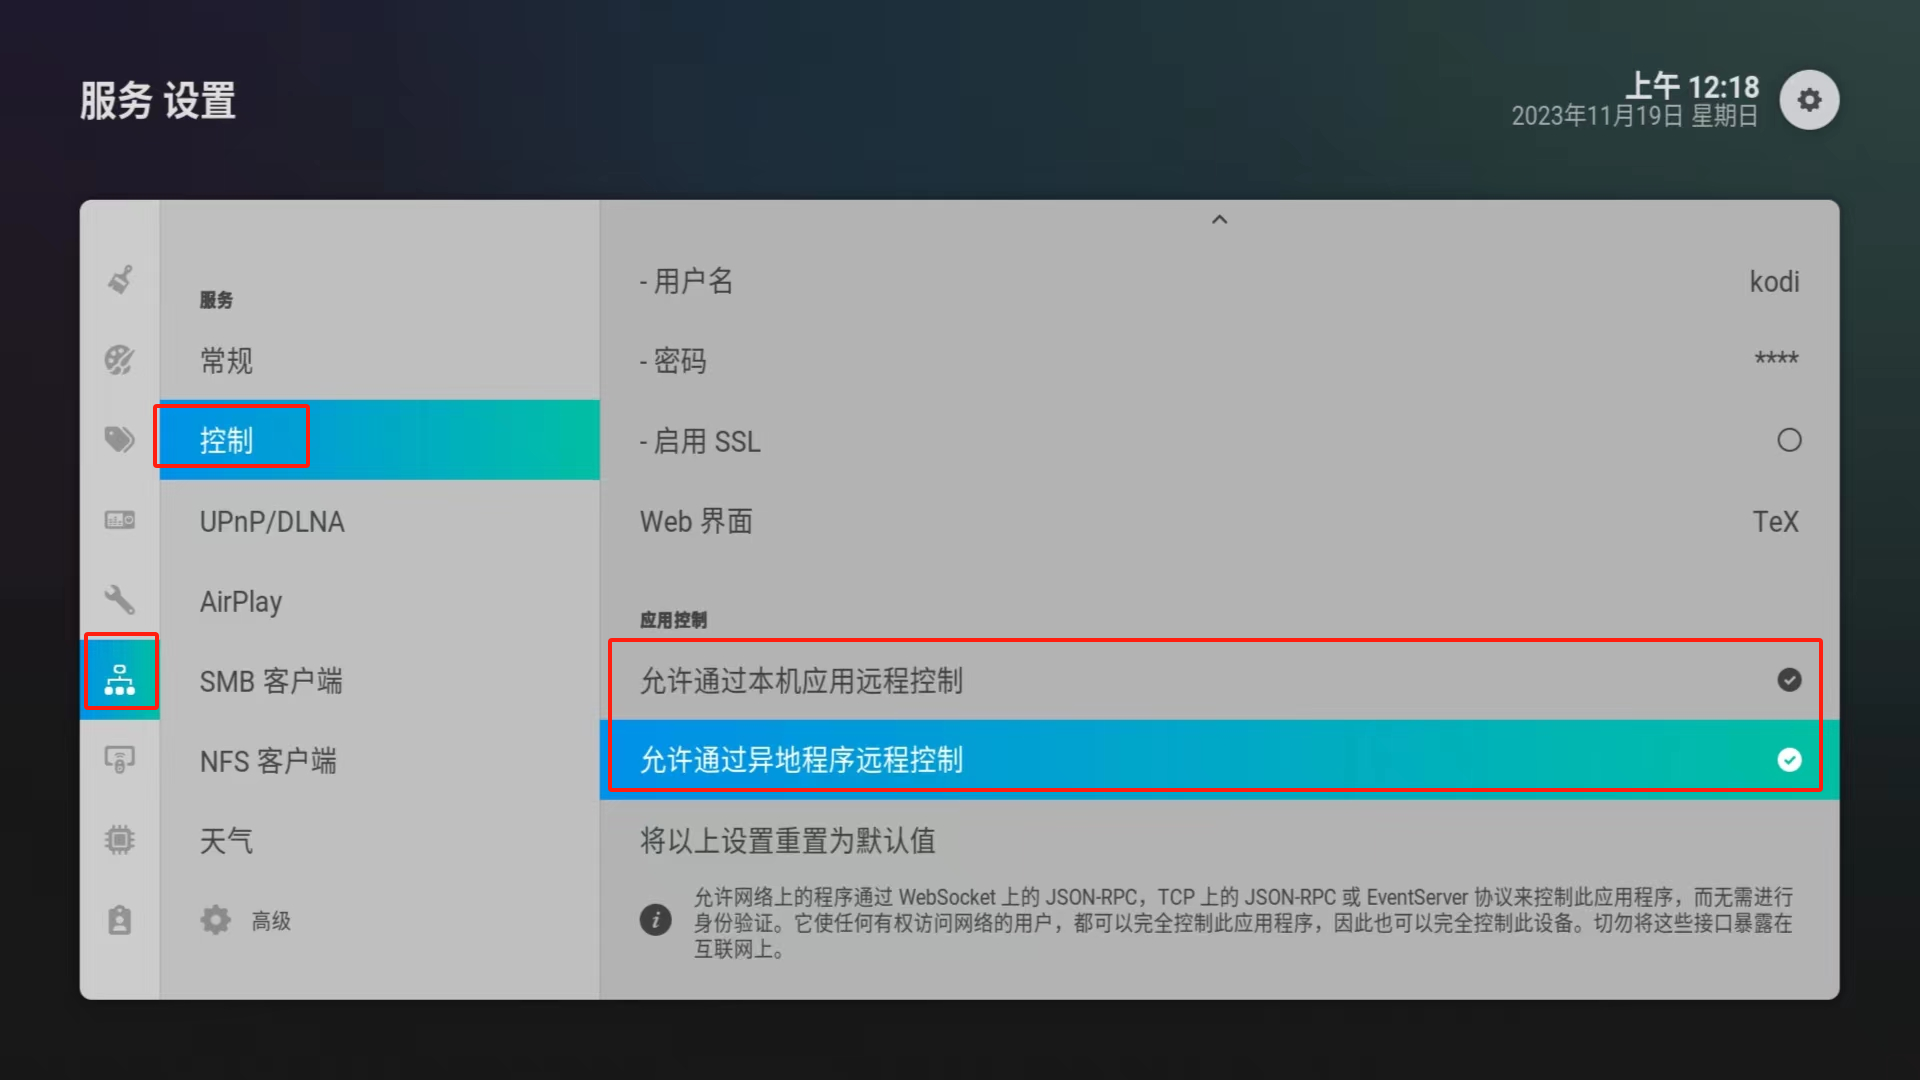 服务 设置
上午 12:18
2023年11月19日 星期日
服务
常规
控制
UPnP/DLNA
AirPlay
SMB 客户端
NFS 客户端
天气
高级
- 用户名 kodi
- 密码 ****
- 启用 SSL
Web 界面 TeX
应用控制
允许通过本机应用远程控制
允许通过异地程序远程控制
将以上设置重置为默认值
允许网络上的程序通过 WebSocket 上的 JSON-RPC，TCP 上的 JSON-RPC 或 EventServer 协议来控制此应用程序，而无需进行
身份验证。它使任何有权访问网络的用户，都可以完全控制此应用程序，因此也可以完全控制此设备。切勿将这些接口暴露在
互联网上。